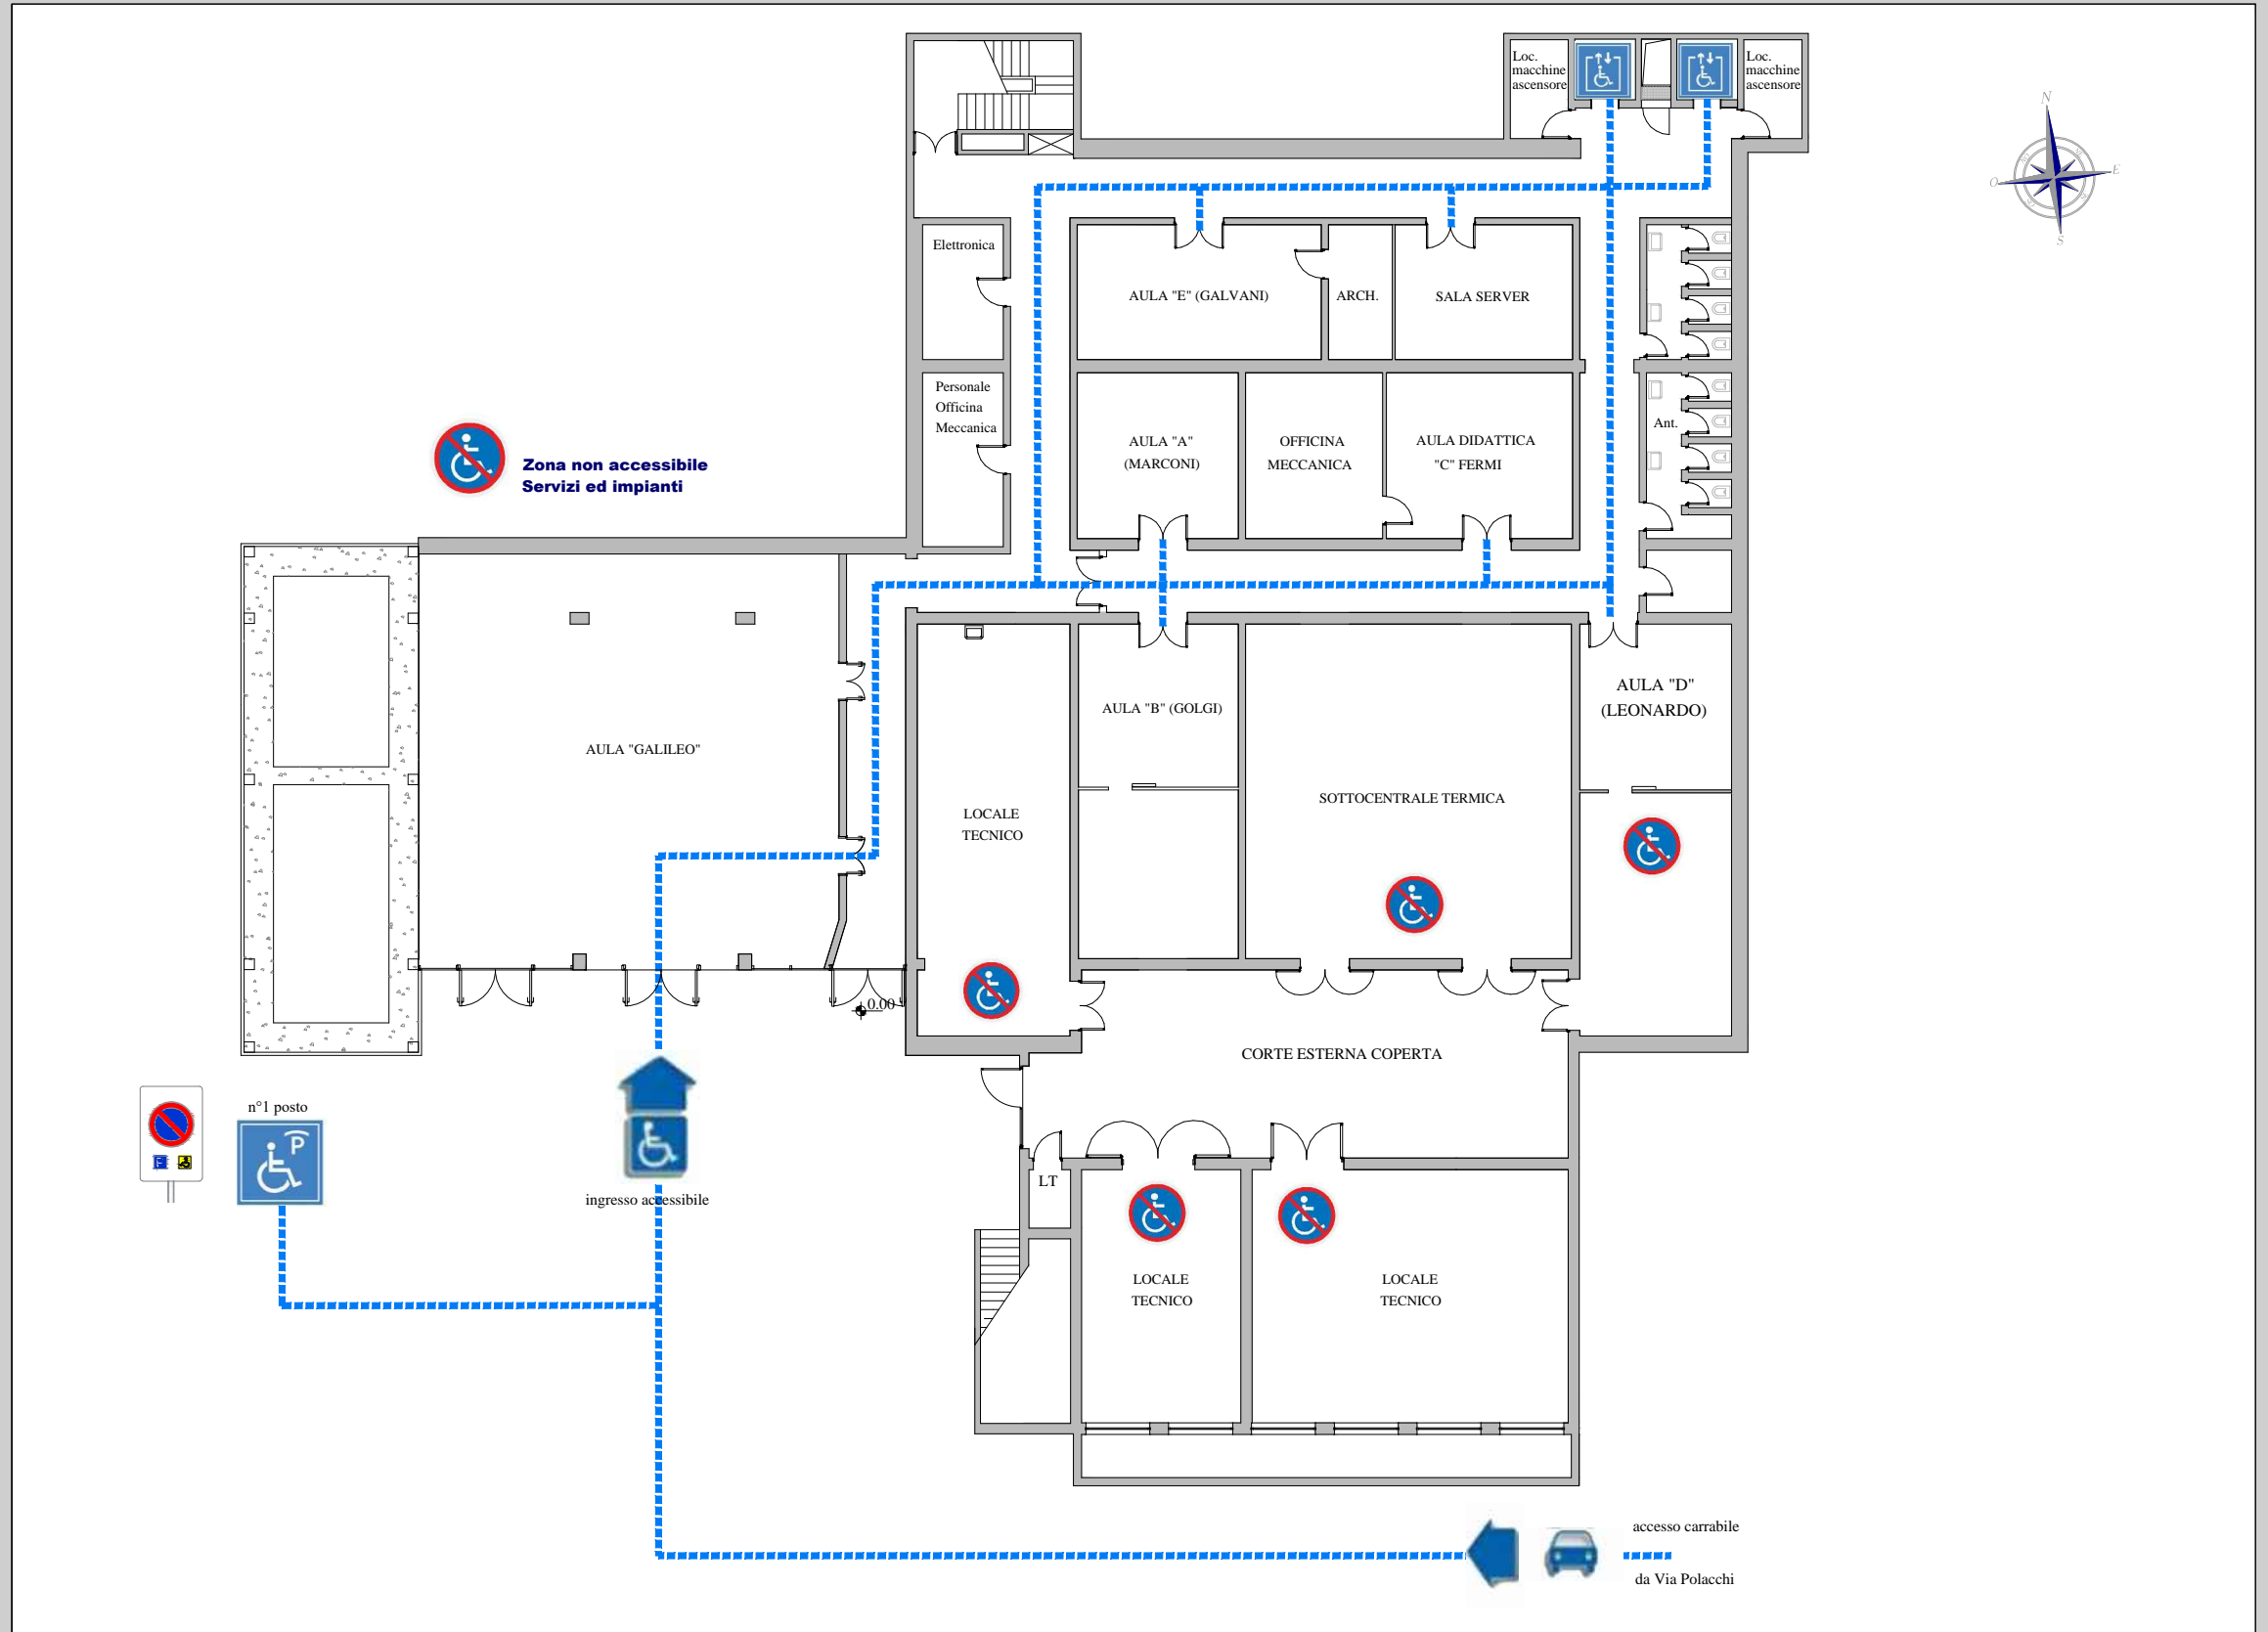 Loc.
macchine
ascensore
Loc.
macchine
ascensore
N
O
E
S
Elettronica
AULA "E" (GALVANI)
ARCH.
SALA SERVER
Personale
Officina
Meccanica
AULA "A"
(MARCONI)
OFFICINA
MECCANICA
AULA DIDATTICA
"C" FERMI
Ant.
Zona non accessibile
Servizi ed impianti
AULA "GALILEO"
AULA "B" (GOLGI)
AULA "D"
(LEONARDO)
LOCALE
TECNICO
SOTTOCENTRALE TERMICA
0.00
CORTE ESTERNA COPERTA
n°1 posto
P
ingresso accessibile
LT
LOCALE
TECNICO
LOCALE
TECNICO
accesso carrabile
da Via Polacchi